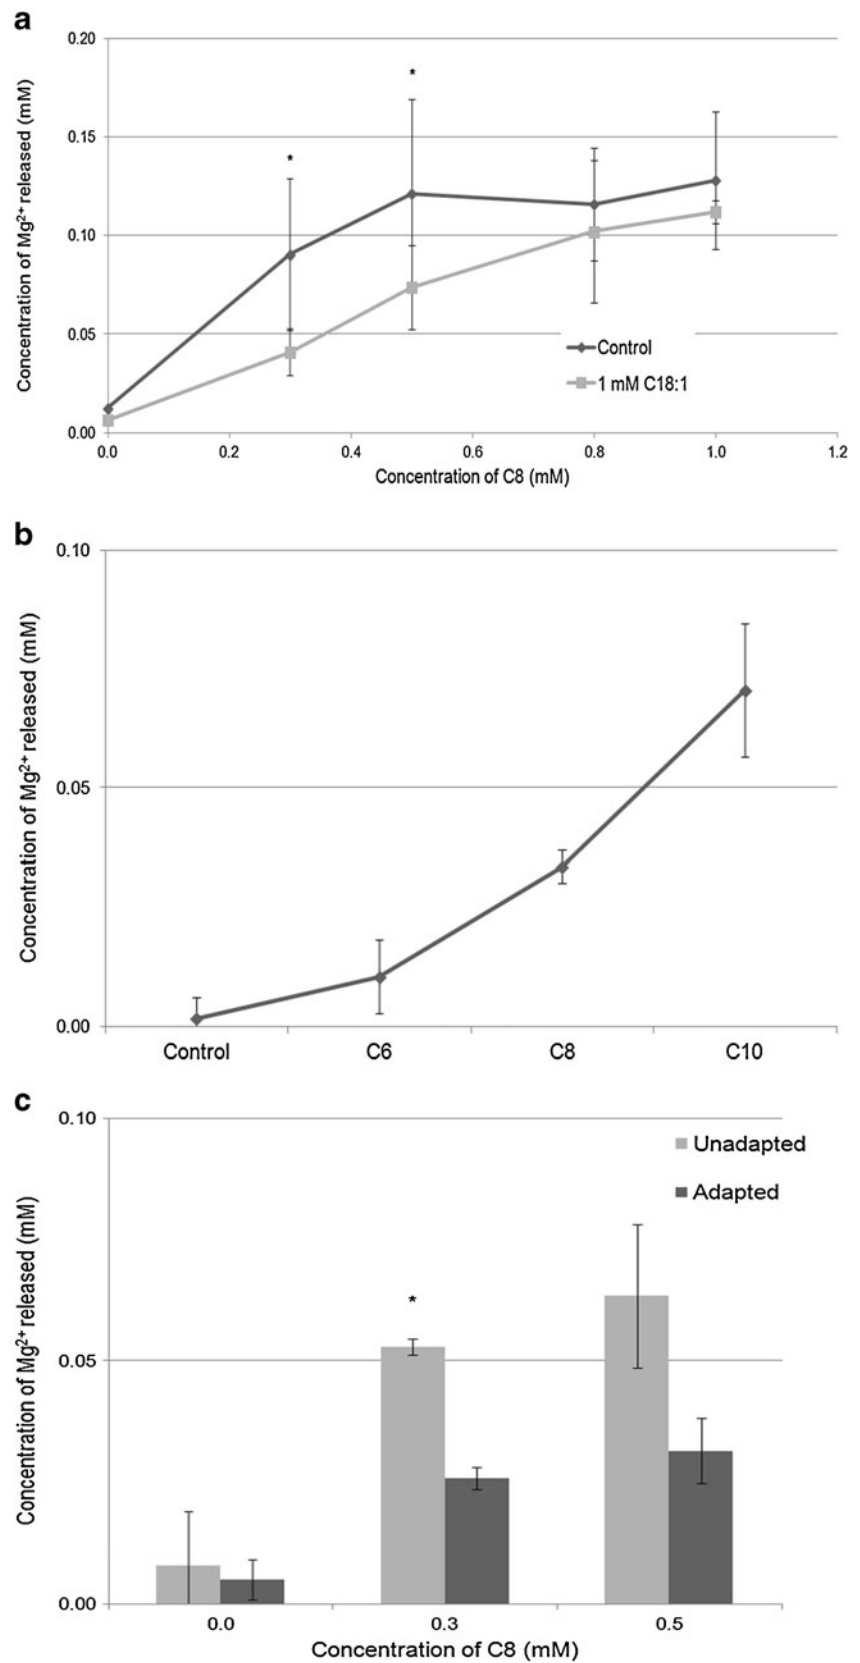 a
Concentration of Mg²⁺ released (mM)
0.20
0.15
0.10
0.05
0.00
*
*
Control
1 mM C18:1
0.0 0.2 0.4 0.6 0.8 1.0 1.2
Concentration of C8 (mM)
b
Concentration of Mg²⁺ released (mM)
0.10
0.05
0.00
Control C6 C8 C10
c
Concentration of Mg²⁺ released (mM)
0.10
0.05
0.00
Unadapted
Adapted
*
0.0 0.3 0.5
Concentration of C8 (mM)